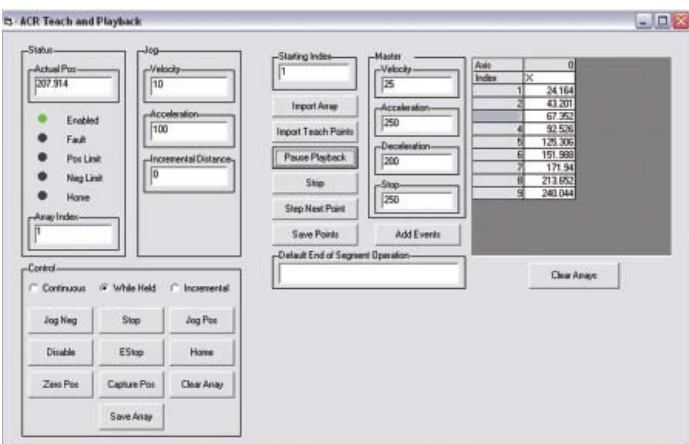 ACR Teach and Playback
Status
Actual Pos
207.914
Enabled
Fault
Pos Limit
Neg Limit
Home
Array Index
1
Jog
Velocity
10
Acceleration
100
Incremental Distance
0
Control
Continuous
While Held
Incremental
Jog Neg
Stop
Jog Pos
Disable
EStop
Home
Zero Pos
Capture Pos
Clear Array
Save Array
Starting Index
1
Import Array
Import Teach Points
Pause Playback
Stop
Step Next Point
Save Points
Master
Velocity
25
Acceleration
250
Deceleration
200
Stop
250
Add Events
Default End of Segment Operation
Axis 0
Index X
1 24.164
2 43.201
67.352
4 92.526
5 125.306
6 151.988
7 171.94
8 213.652
9 240.044
Clear Arrays